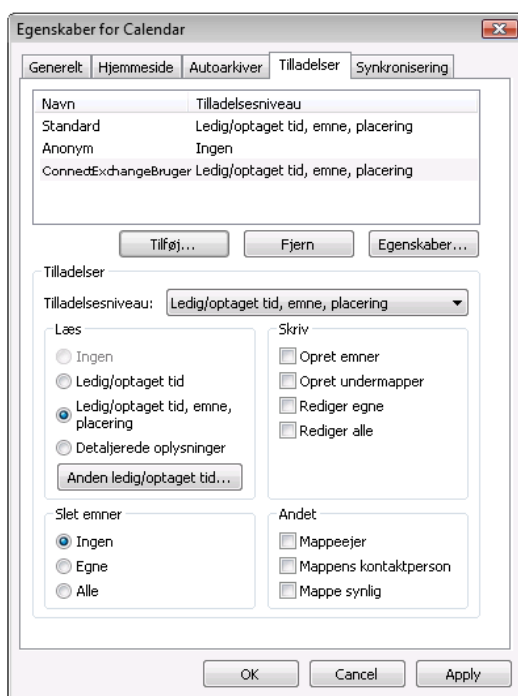 Egenskaber for Calendar
Generelt Hjemmeside Autoarkiver Tilladelser Synkronisering
Navn Tilladelsesniveau
Standard Ledig/optaget tid, emne, placering
Anonym Ingen
ConnectExchangeBruger Ledig/optaget tid, emne, placering
Tilføj... Fjern Egenskaber...
Tilladelser
Tilladelsesniveau: Ledig/optaget tid, emne, placering
Læs
Ingen
Ledig/optaget tid
Ledig/optaget tid, emne,
placering
Detaljerede oplysninger
Anden ledig/optaget tid...
Skriv
Opret emner
Opret undermapper
Rediger egne
Rediger alle
Slet emner
Ingen
Egne
Alle
Andet
Mappeejer
Mappens kontaktperson
Mappe synlig
OK Cancel Apply